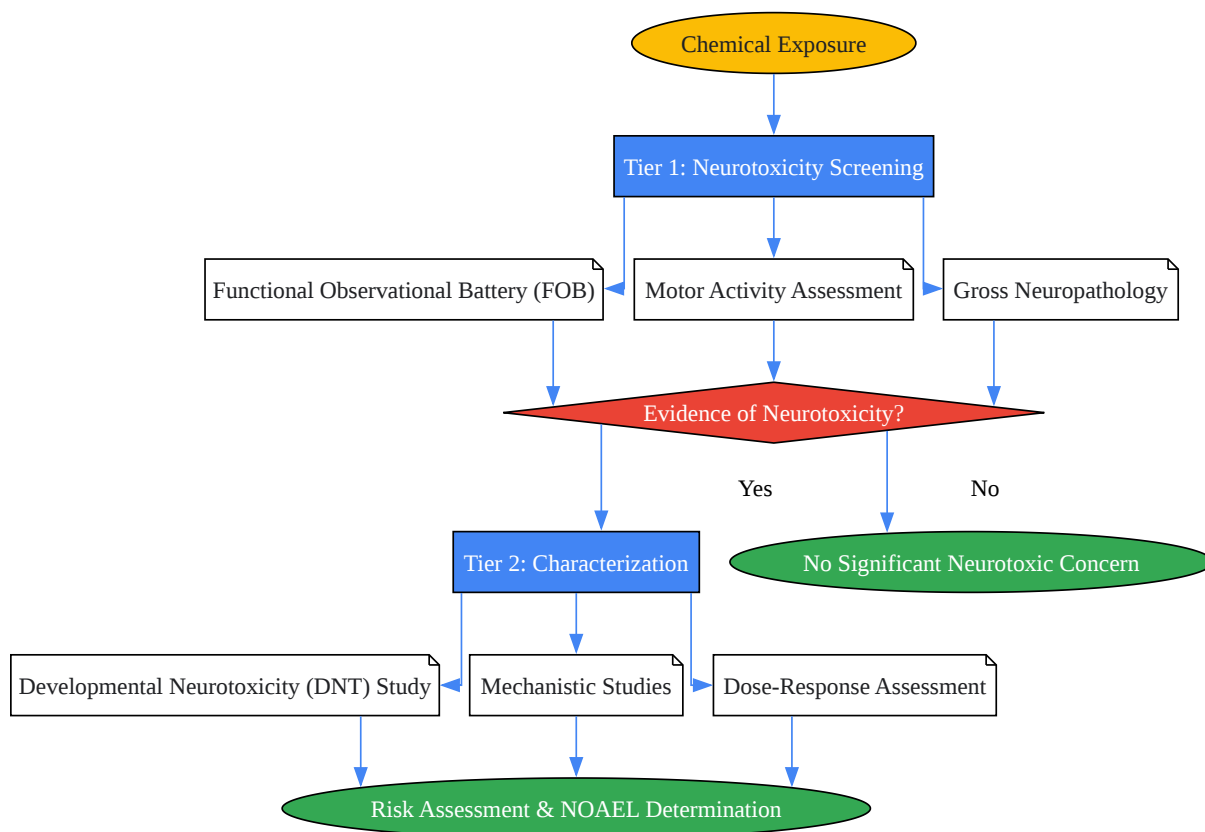 Chemical Exposure
Tier 1: Neurotoxicity Screening
Functional Observational Battery (FOB)
Motor Activity Assessment
Gross Neuropathology
Evidence of Neurotoxicity?
Yes
No
Tier 2: Characterization
No Significant Neurotoxic Concern
Developmental Neurotoxicity (DNT) Study
Mechanistic Studies
Dose-Response Assessment
Risk Assessment & NOAEL Determination